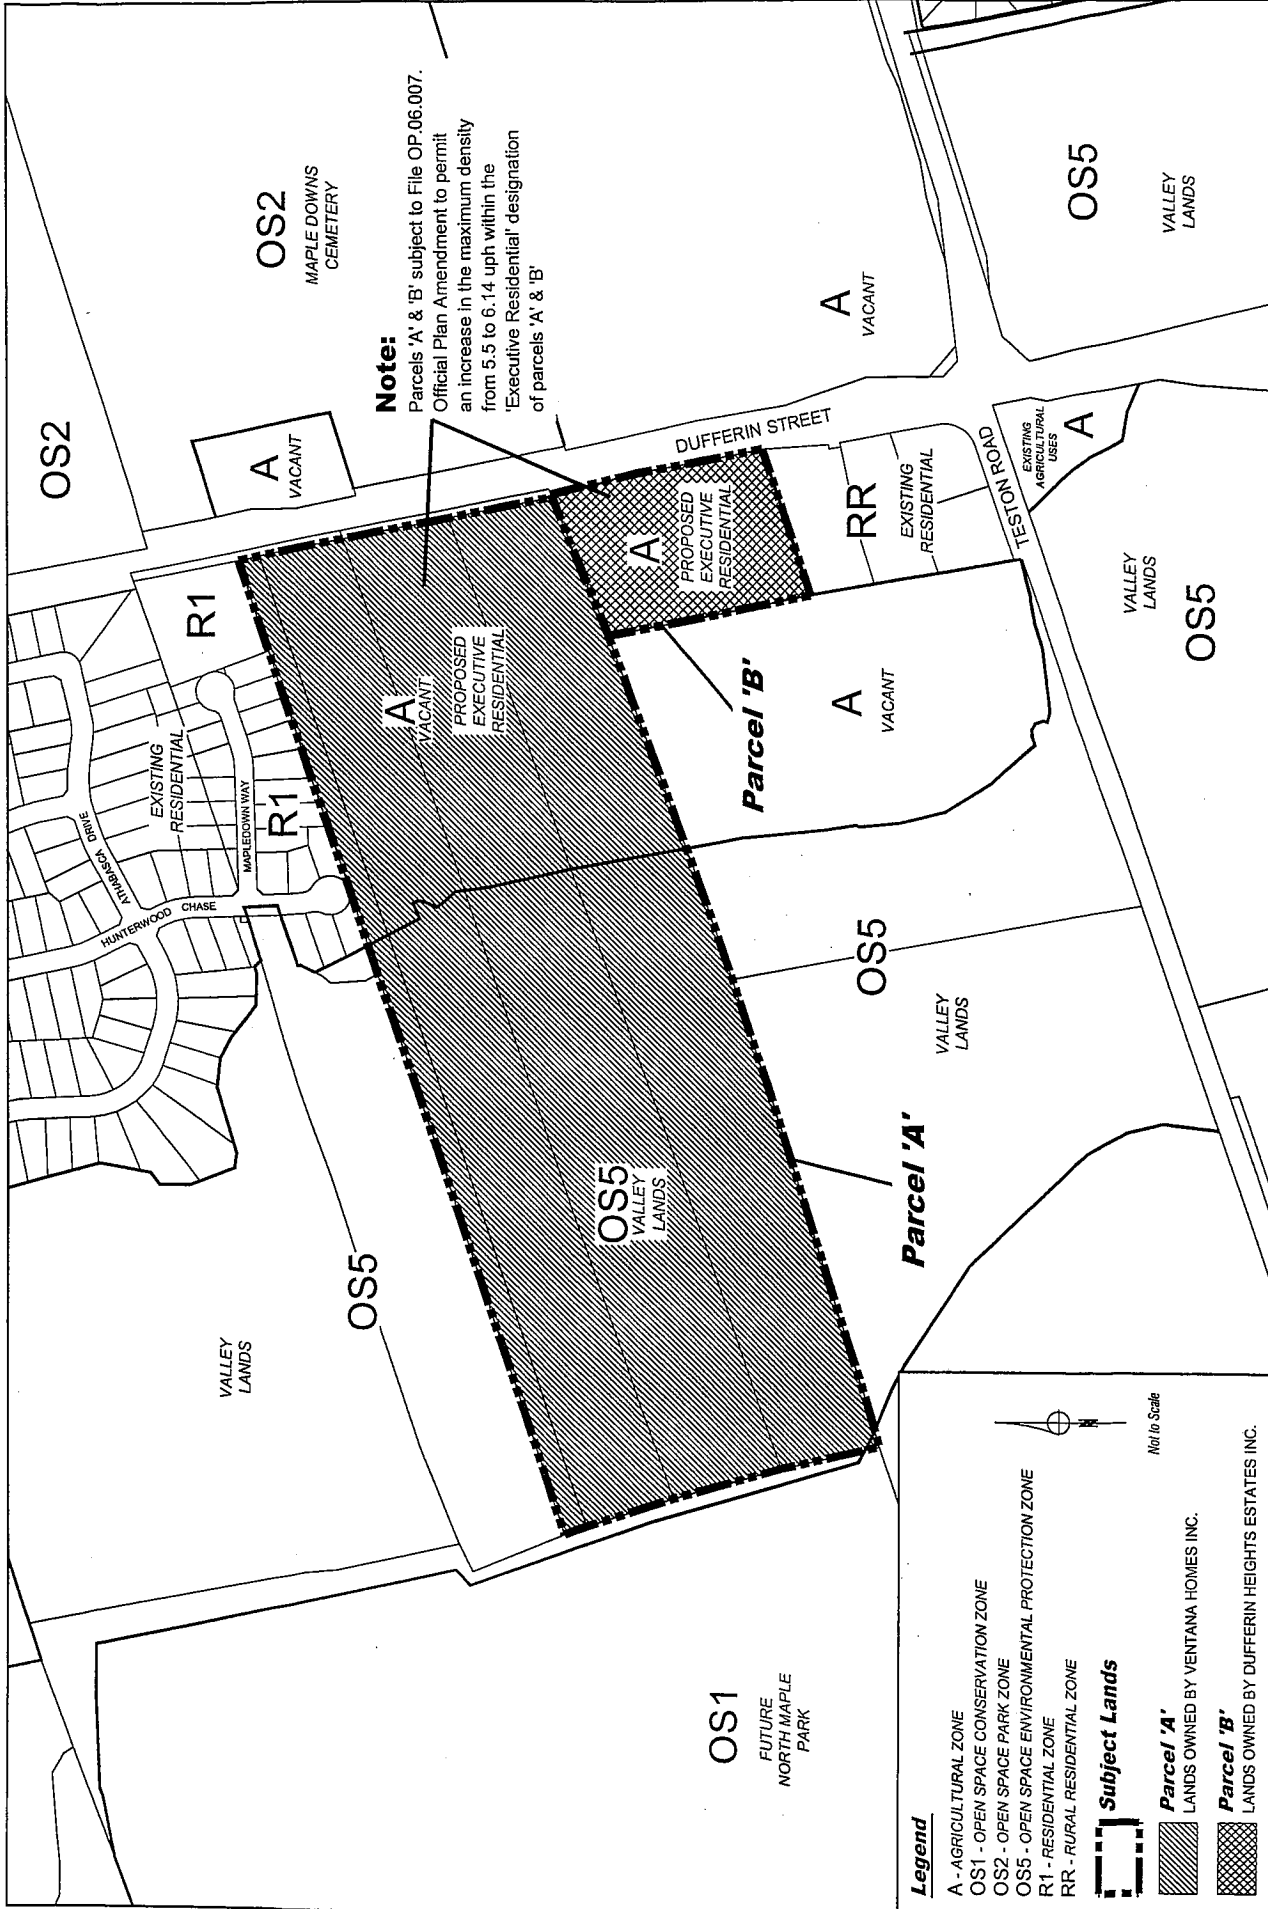 OS2
OS2
MAPLE DOWNS
CEMETERY
A
VACANT
Note:
Parcels 'A' & 'B' subject to File OP.06.007.
Official Plan Amendment to permit
an increase in the maximum density
from 5.5 to 6.14 uph within the
'Executive Residential' designation
of parcels 'A' & 'B'
A
VACANT
OS5
VALLEY
LANDS
DUFFERIN STREET
TESTON ROAD
EXISTING
AGRICULTURAL
USES
A
RR
EXISTING
RESIDENTIAL
A
PROPOSED
EXECUTIVE
RESIDENTIAL
R1
EXISTING
RESIDENTIAL
ATHABASCA DRIVE
MAPLEDOWN WAY
HUNTERWOOD CHASE
R1
A
VACANT
PROPOSED
EXECUTIVE
RESIDENTIAL
Parcel 'B'
A
VACANT
VALLEY
LANDS
OS5
OS5
VALLEY
LANDS
OS5
VALLEY
LANDS
OS5
VALLEY
LANDS
Parcel 'A'
OS1
FUTURE
NORTH MAPLE
PARK
Legend
A - AGRICULTURAL ZONE
OS1 - OPEN SPACE CONSERVATION ZONE
OS2 - OPEN SPACE PARK ZONE
OS5 - OPEN SPACE ENVIRONMENTAL PROTECTION ZONE
R1 - RESIDENTIAL ZONE
RR - RURAL RESIDENTIAL ZONE
Subject Lands
Parcel 'A'
LANDS OWNED BY VENTANA HOMES INC.
Parcel 'B'
LANDS OWNED BY DUFFERIN HEIGHTS ESTATES INC.
N
Not to Scale